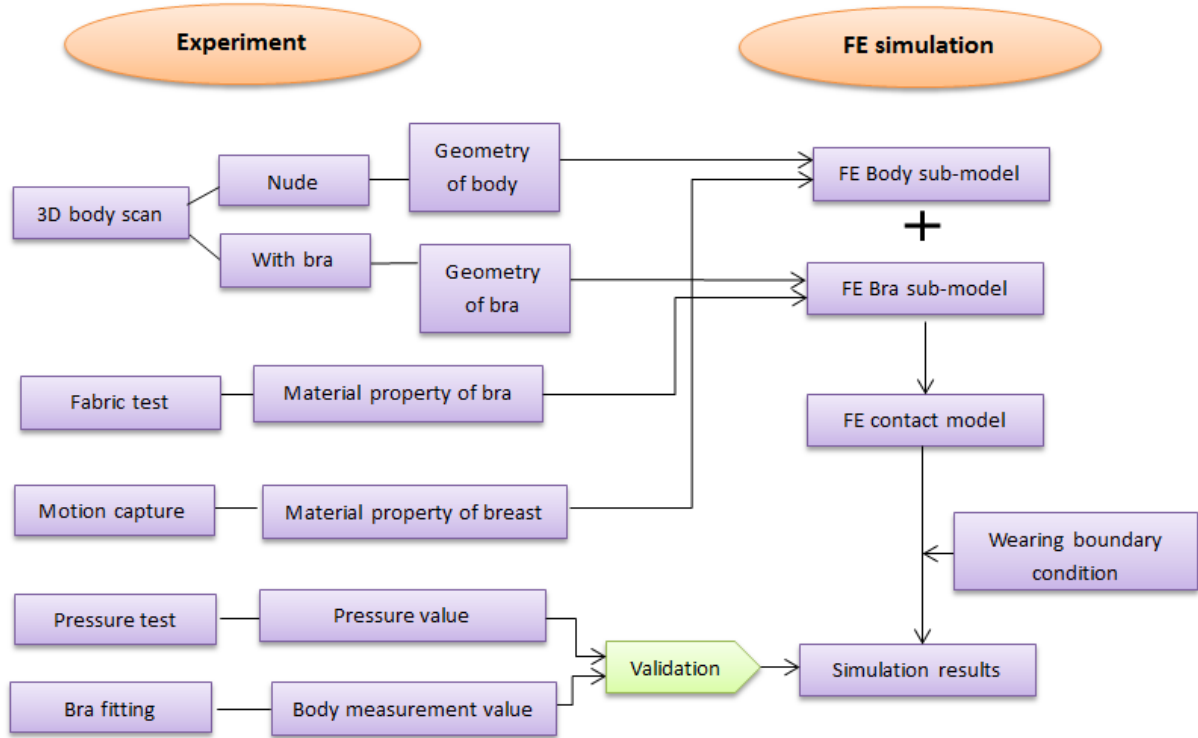 Experiment
FE simulation
3D body scan
Nude
Geometry
of body
With bra
Geometry
of bra
Fabric test
Material property of bra
Motion capture
Material property of breast
Pressure test
Pressure value
Bra fitting
Body measurement value
Validation
FE Body sub-model
+
FE Bra sub-model
FE contact model
Wearing boundary
condition
Simulation results